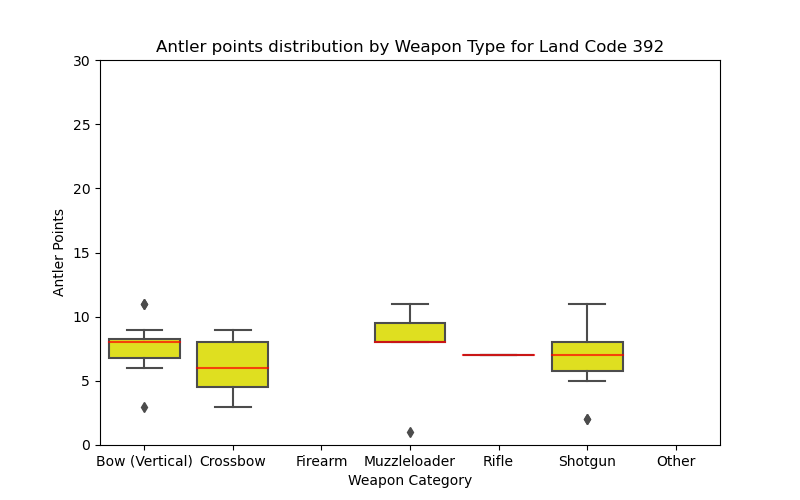 Antler points distribution by Weapon Type for Land Code 392
30
25
20
15
10
5
0
Antler Points
Bow (Vertical) Crossbow Firearm Muzzleloader Rifle Shotgun Other
Weapon Category